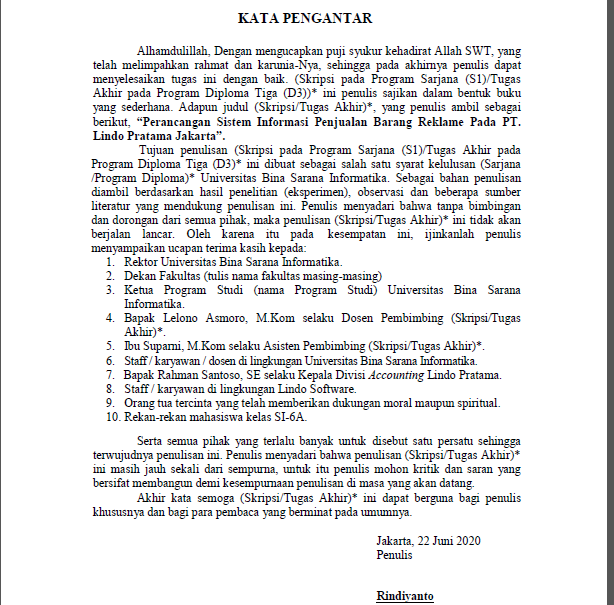 KATA PENGANTAR
Alhamdulillah, Dengan mengucapkan puji syukur kehadirat Allah SWT, yang
telah melimpahkan rahmat dan karunia-Nya, sehingga pada akhirnya penulis dapat
menyelesaikan tugas ini dengan baik. (Skripsi pada Program Sarjana (S1)/Tugas
Akhir pada Program Diploma Tiga (D3))* ini penulis sajikan dalam bentuk buku
yang sederhana. Adapun judul (Skripsi/Tugas Akhir)*, yang penulis ambil sebagai
berikut, “Perancangan Sistem Informasi Penjualan Barang Reklame Pada PT.
Lindo Pratama Jakarta”.
Tujuan penulisan (Skripsi pada Program Sarjana (S1)/Tugas Akhir pada
Program Diploma Tiga (D3)* ini dibuat sebagai salah satu syarat kelulusan (Sarjana
/Program Diploma)* Universitas Bina Sarana Informatika. Sebagai bahan penulisan
diambil berdasarkan hasil penelitian (eksperimen), observasi dan beberapa sumber
literatur yang mendukung penulisan ini. Penulis menyadari bahwa tanpa bimbingan
dan dorongan dari semua pihak, maka penulisan (Skripsi/Tugas Akhir)* ini tidak akan
berjalan lancar. Oleh karena itu pada kesempatan ini, ijinkanlah penulis
menyampaikan ucapan terima kasih kepada:
1. Rektor Universitas Bina Sarana Informatika.
2. Dekan Fakultas (tulis nama fakultas masing-masing)
3. Ketua Program Studi (nama Program Studi) Universitas Bina Sarana
Informatika.
4. Bapak Lelono Asmoro, M.Kom selaku Dosen Pembimbing (Skripsi/Tugas
Akhir)*.
5. Ibu Suparni, M.Kom selaku Asisten Pembimbing (Skripsi/Tugas Akhir)*.
6. Staff / karyawan / dosen di lingkungan Universitas Bina Sarana Informatika.
7. Bapak Rahman Santoso, SE selaku Kepala Divisi Accounting Lindo Pratama.
8. Staff / karyawan di lingkungan Lindo Software.
9. Orang tua tercinta yang telah memberikan dukungan moral maupun spiritual.
10. Rekan-rekan mahasiswa kelas SI-6A.
Serta semua pihak yang terlalu banyak untuk disebut satu persatu sehingga
terwujudnya penulisan ini. Penulis menyadari bahwa penulisan (Skripsi/Tugas Akhir)*
ini masih jauh sekali dari sempurna, untuk itu penulis mohon kritik dan saran yang
bersifat membangun demi kesempurnaan penulisan di masa yang akan datang.
Akhir kata semoga (Skripsi/Tugas Akhir)* ini dapat berguna bagi penulis
khususnya dan bagi para pembaca yang berminat pada umumnya.
Jakarta, 22 Juni 2020
Penulis
Rindiyanto